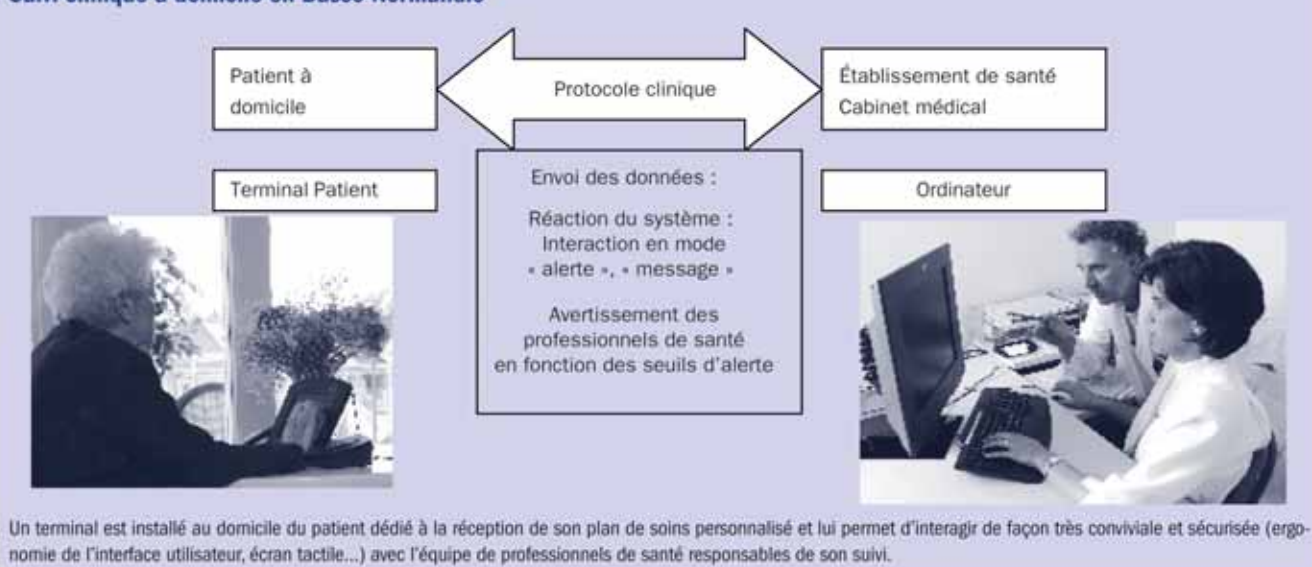 Patient à
domicile
Protocole clinique
Établissement de santé
Cabinet médical
Terminal Patient
Envoi des données :
Réaction du système :
Interaction en mode
« alerte », « message »
Avertissement des
professionnels de santé
en fonction des seuils d'alerte
Ordinateur
Un terminal est installé au domicile du patient dédié à la réception de son plan de soins personnalisé et lui permet d'interagir de façon très conviviale et sécurisée (ergo-
nomie de l'interface utilisateur, écran tactile...) avec l'équipe de professionnels de santé responsables de son suivi.